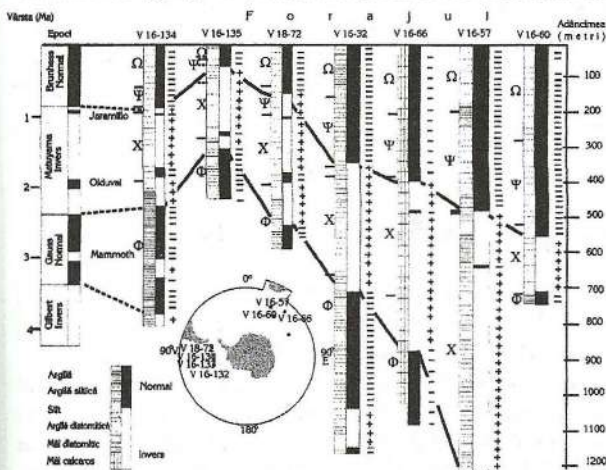 Vârsta (Ma)
F o r a j u l
Adâncimea
(metri)
Epoci
V 16-134
V 16-135
V 18-72
V 16-32
V 16-66
V 16-57
V 16-60
Brunhess
Normal
Matuyama
Invers
Gauss
Normal
Gilbert
Invers
1
2
3
4
Jaramillo
Olduvai
Mammoth
Ω
Ψ
Φ
X
Φ
Ω
Ψ
X
Φ
Ω
Ψ
X
Φ
Ω
Ψ
X
Φ
Ω
Ψ
X
Φ
Ω
Ψ
X
Ω
Ψ
X
Φ
100
200
300
400
500
600
700
800
900
1000
1100
1200
0°
V 16-57
V 16-60
V 16-66
90°
V 18-72
V 16-132
90°
E
180°
Argilă
Argilă siltică
Silt
Argilă diatomitică
Mâl diatomitic
Mâl calcaros
Normal
Invers